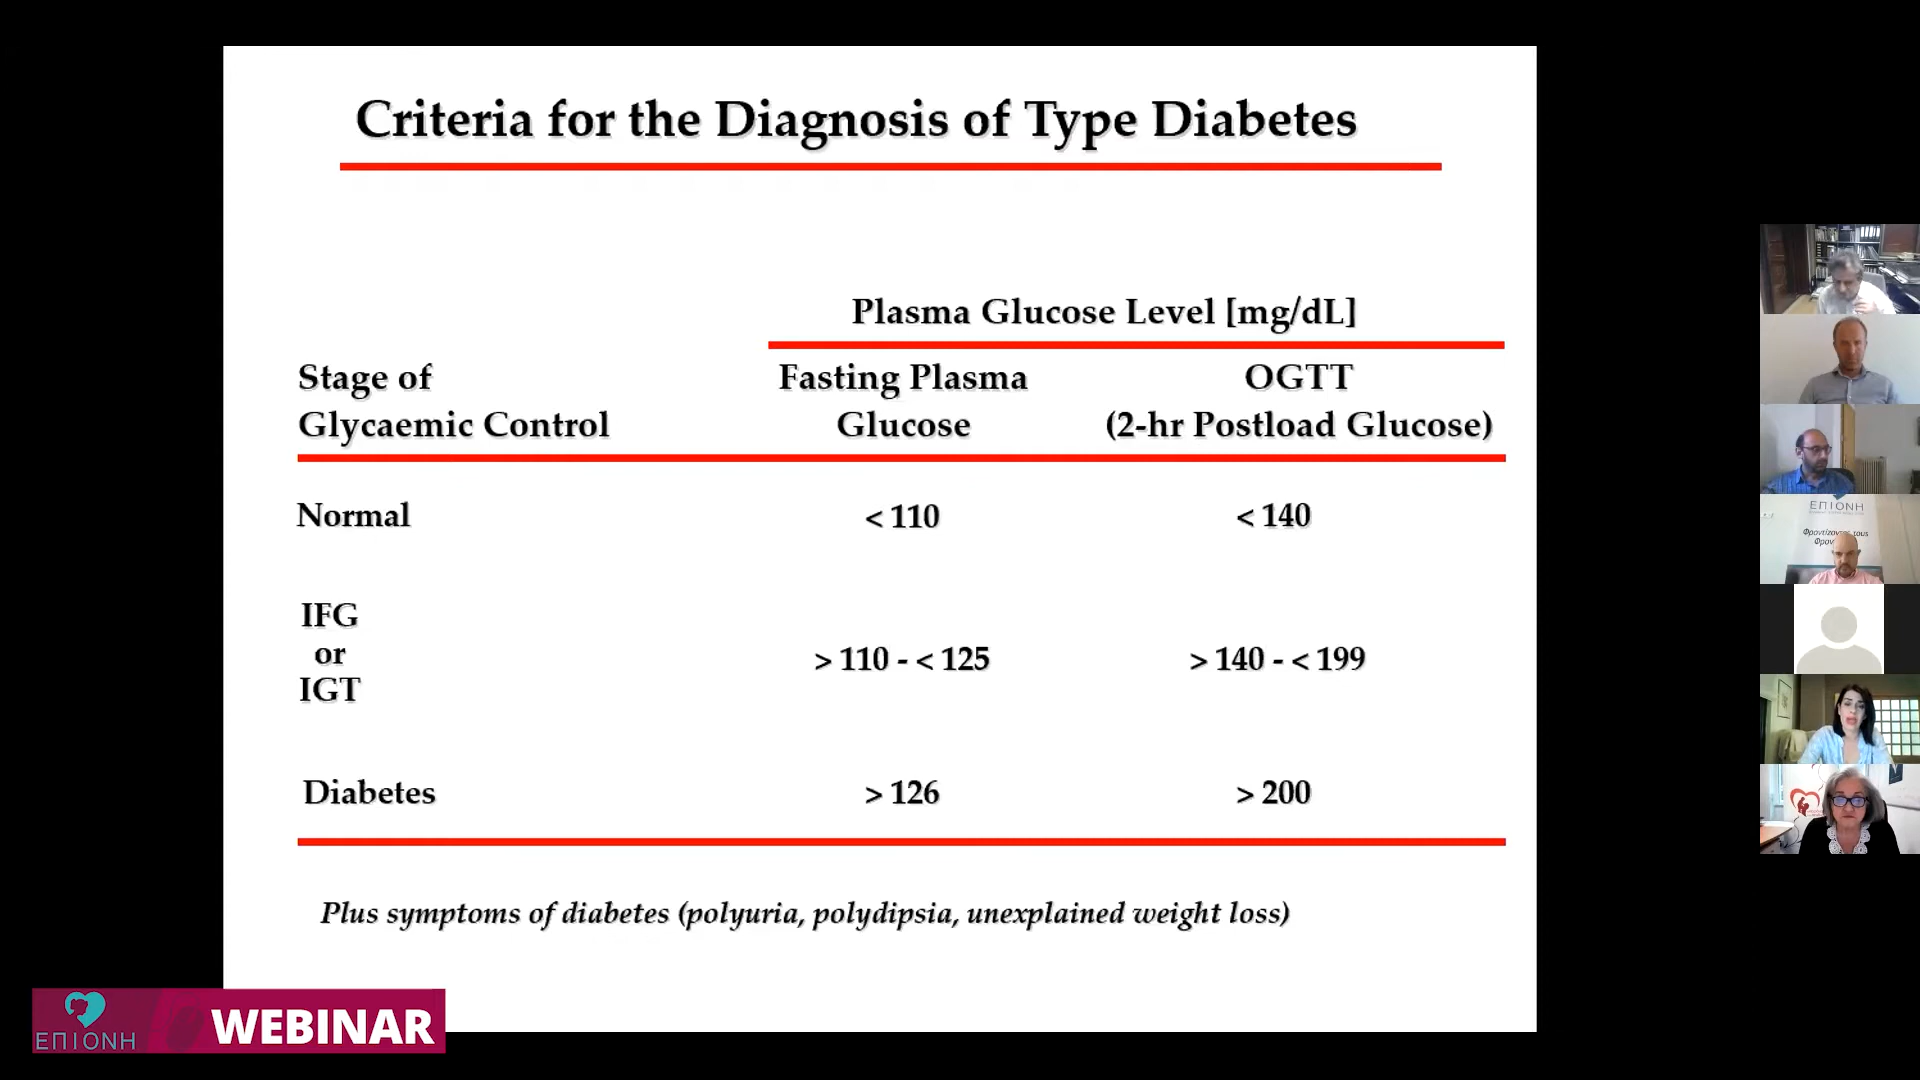 Criteria for the Diagnosis of Type Diabetes
Plasma Glucose Level [mg/dL]
Stage of
Glycaemic Control
Fasting Plasma
Glucose
OGTT
(2-hr Postload Glucose)
Normal
< 110
< 140
IFG
or
IGT
> 110 - < 125
> 140 - < 199
Diabetes
> 126
> 200
Plus symptoms of diabetes (polyuria, polydipsia, unexplained weight loss)
ΕΠΙΟΝΗ
WEBINAR
ΕΠΙΟΝΗ